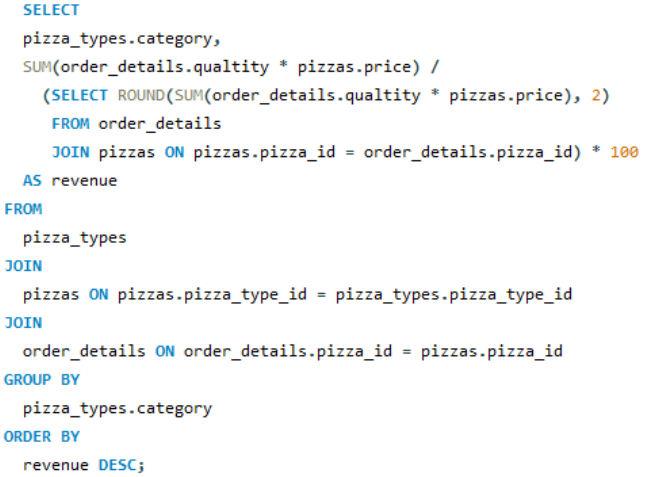 SELECT
pizza_types.category,
SUM(order_details.qualtity * pizzas.price) /
(SELECT ROUND(SUM(order_details.qualtity * pizzas.price), 2)
FROM order_details
JOIN pizzas ON pizzas.pizza_id = order_details.pizza_id) * 100
AS revenue
FROM
pizza_types
JOIN
pizzas ON pizzas.pizza_type_id = pizza_types.pizza_type_id
JOIN
order_details ON order_details.pizza_id = pizzas.pizza_id
GROUP BY
pizza_types.category
ORDER BY
revenue DESC;